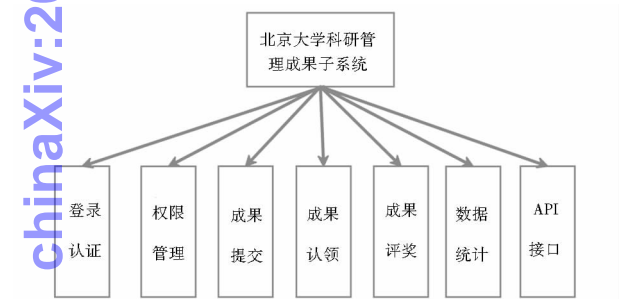 chinaXiv:20
北京大学科研管
理成果子系统
登录
认证
权限
管理
成果
提交
成果
认领
成果
评奖
数据
统计
API
接口